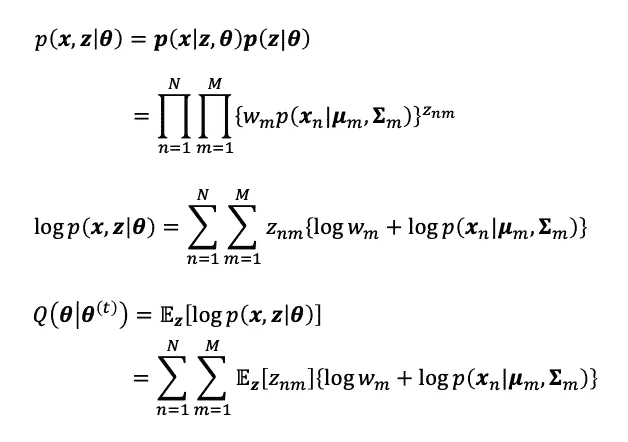 p(x, z|θ) = p(x|z, θ)p(z|θ)
= ∏_{n=1}^{N} ∏_{m=1}^{M} {w_m p(x_n|μ_m, Σ_m)}^{z_{nm}}
log p(x, z|θ) = ∑_{n=1}^{N} ∑_{m=1}^{M} z_{nm}{log w_m + log p(x_n|μ_m, Σ_m)}
Q(θ|θ^{(t)}) = 𝔼_z[log p(x, z|θ)]
= ∑_{n=1}^{N} ∑_{m=1}^{M} 𝔼_z[z_{nm}]{log w_m + log p(x_n|μ_m, Σ_m)}